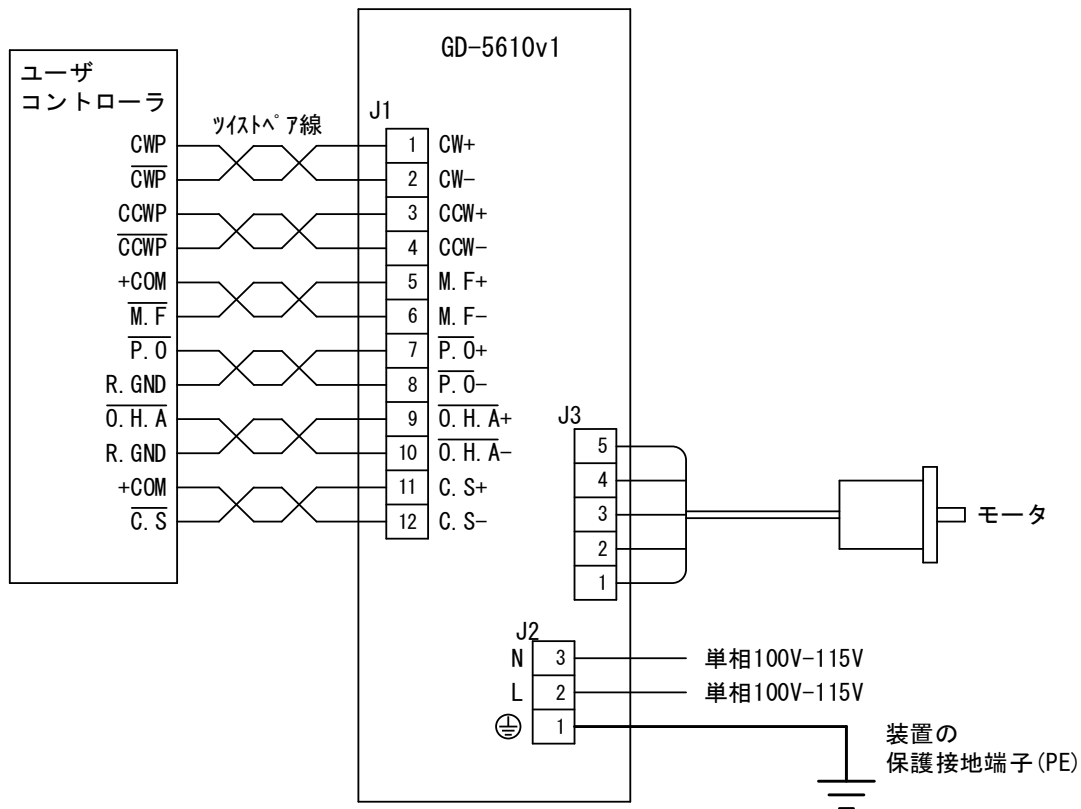 GD-5610v1
ユーザ
コントローラ
ﾂｲｽﾄﾍﾟｱ線
J1
CWP 1 CW+
C̅W̅P̅ 2 CW-
CCWP 3 CCW+
C̅C̅W̅P̅ 4 CCW-
+COM 5 M.F+
M̅.̅F̅ 6 M.F-
P̅.̅O̅ 7 P̅.̅O̅+
R.GND 8 P̅.̅O̅-
O̅.̅H̅.̅A̅ 9 O̅.̅H̅.̅A̅+
R.GND 10 O̅.̅H̅.̅A̅-
+COM 11 C.S+
C̅.̅S̅ 12 C.S-
J3
5
4
3
2
1
モータ
J2
N 3 単相100V-115V
L 2 単相100V-115V
1
装置の
保護接地端子(PE)